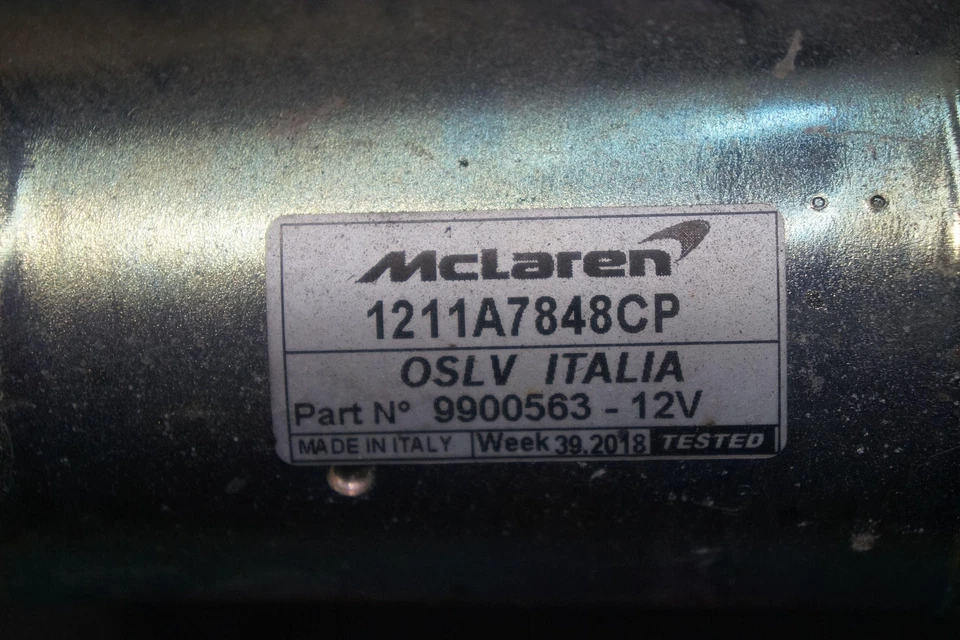 McLaren
1211A7848CP
OSLV ITALIA
Part N° 9900563 - 12V
MADE IN ITALY Week 39.2018 TESTED